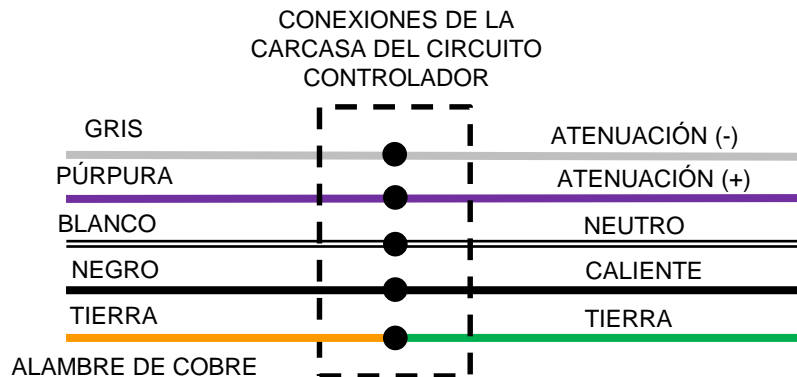 CONEXIONES DE LA
CARCASA DEL CIRCUITO
CONTROLADOR
GRIS
ATENUACIÓN (-)
PÚRPURA
ATENUACIÓN (+)
BLANCO
NEUTRO
NEGRO
CALIENTE
TIERRA
TIERRA
ALAMBRE DE COBRE